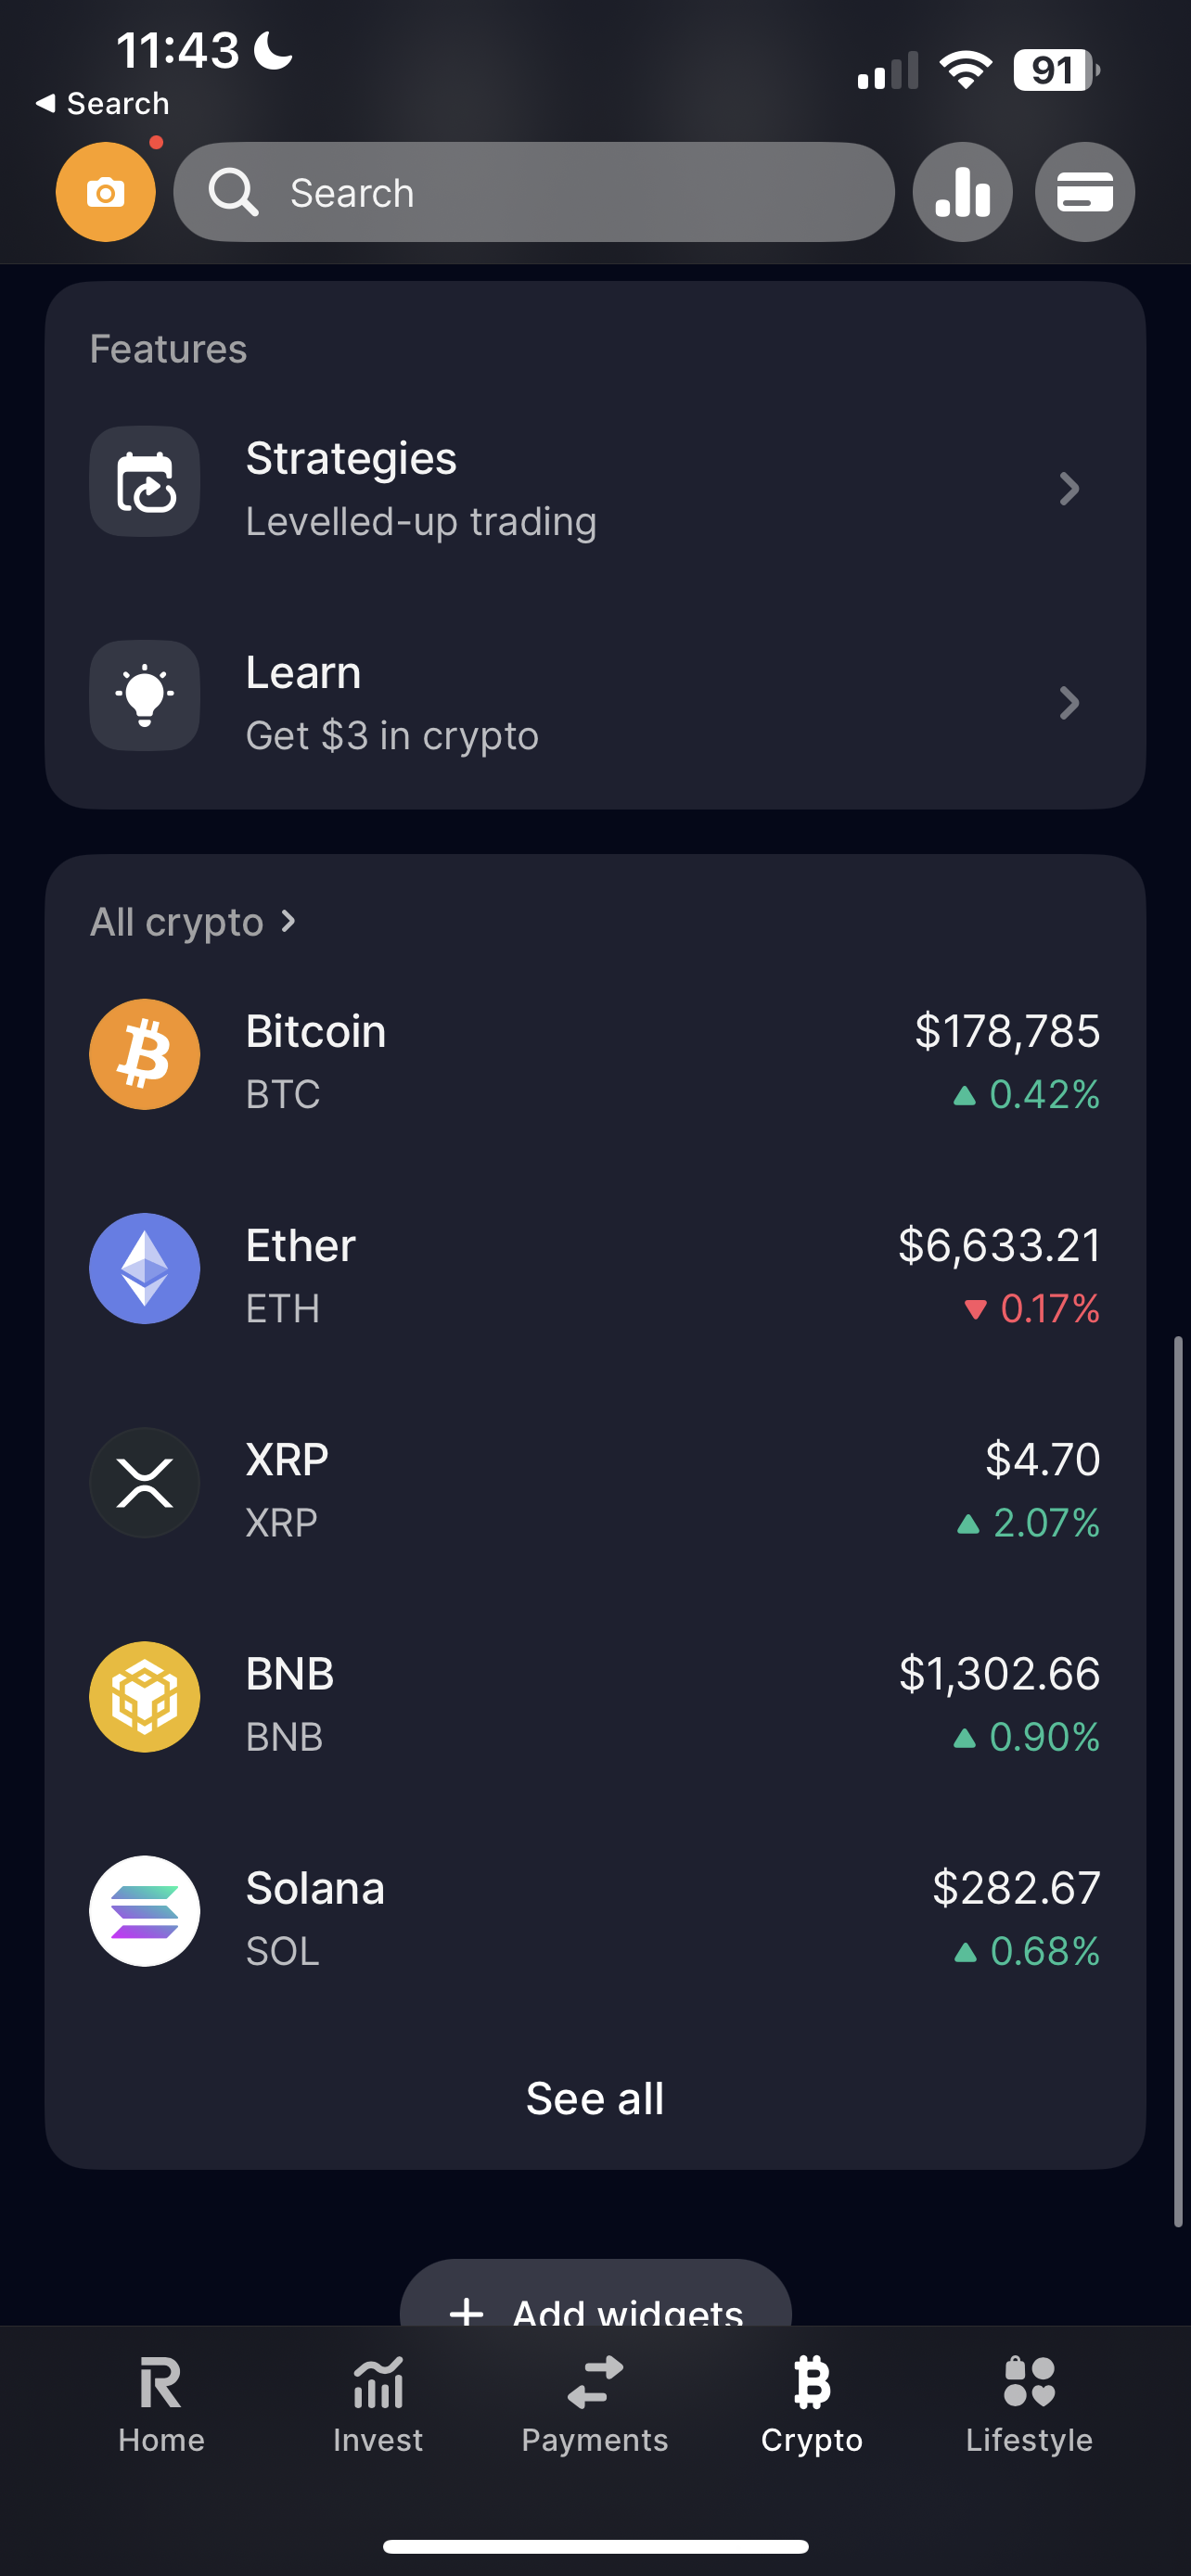 11:43
91
Search
Search
Features
Strategies
Levelled-up trading
Learn
Get $3 in crypto
All crypto
Bitcoin
$178,785
BTC
0.42%
Ether
$6,633.21
ETH
0.17%
XRP
$4.70
XRP
2.07%
BNB
$1,302.66
BNB
0.90%
Solana
$282.67
SOL
0.68%
See all
+ Add widgets
Home
Invest
Payments
Crypto
Lifestyle